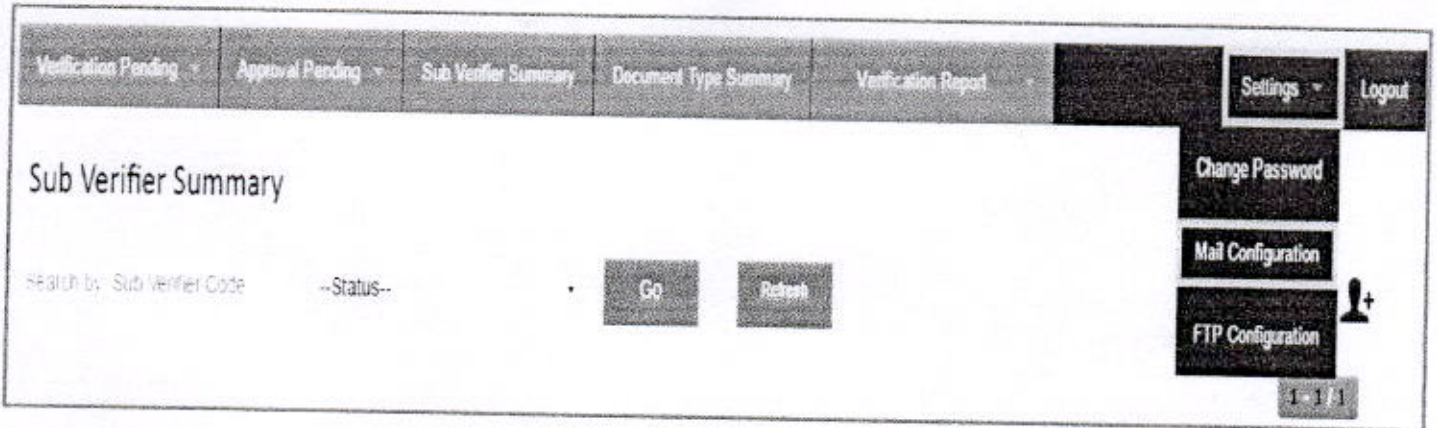 Verification Pending Approval Pending Sub Verifier Summary Document Type Summary Verification Report Settings Logout
Change Password
Sub Verifier Summary
Mail Configuration
Search by Sub Verifier Code --Status-- Go Refresh
FTP Configuration
1 - 1 / 1